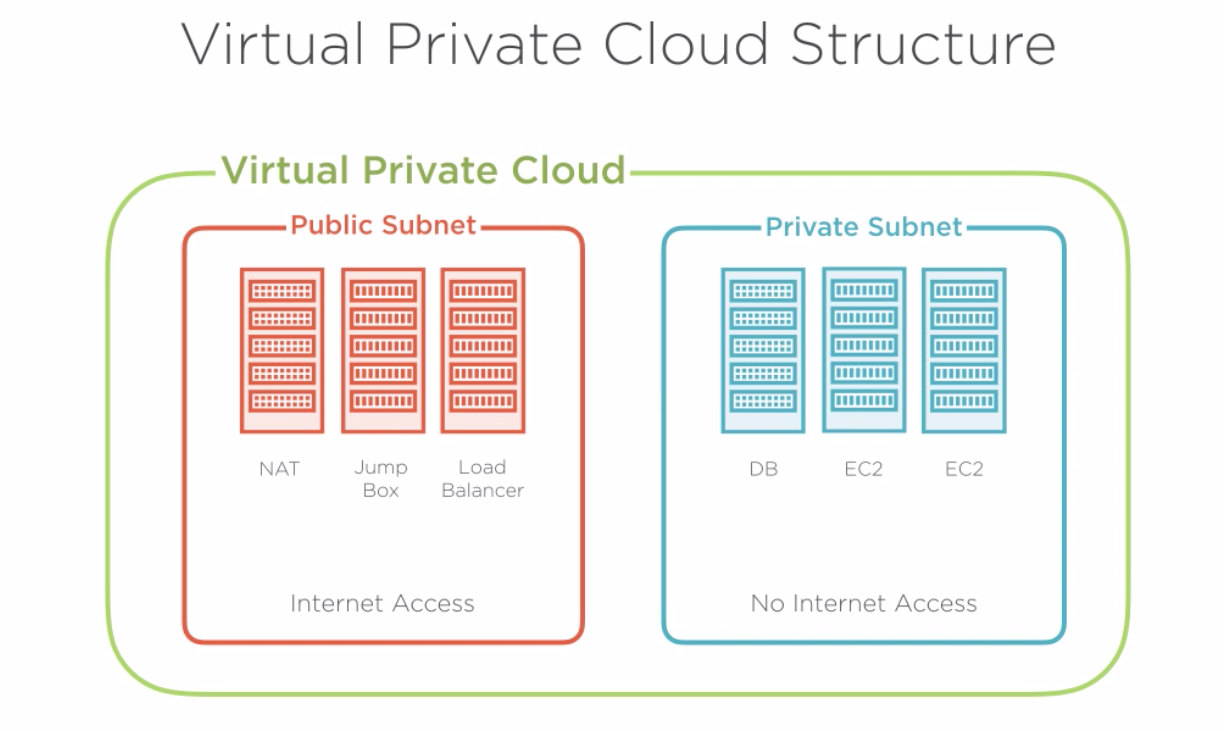 Virtual Private Cloud Structure
Virtual Private Cloud
Public Subnet
Private Subnet
NAT
Jump
Box
Load
Balancer
DB
EC2
EC2
Internet Access
No Internet Access